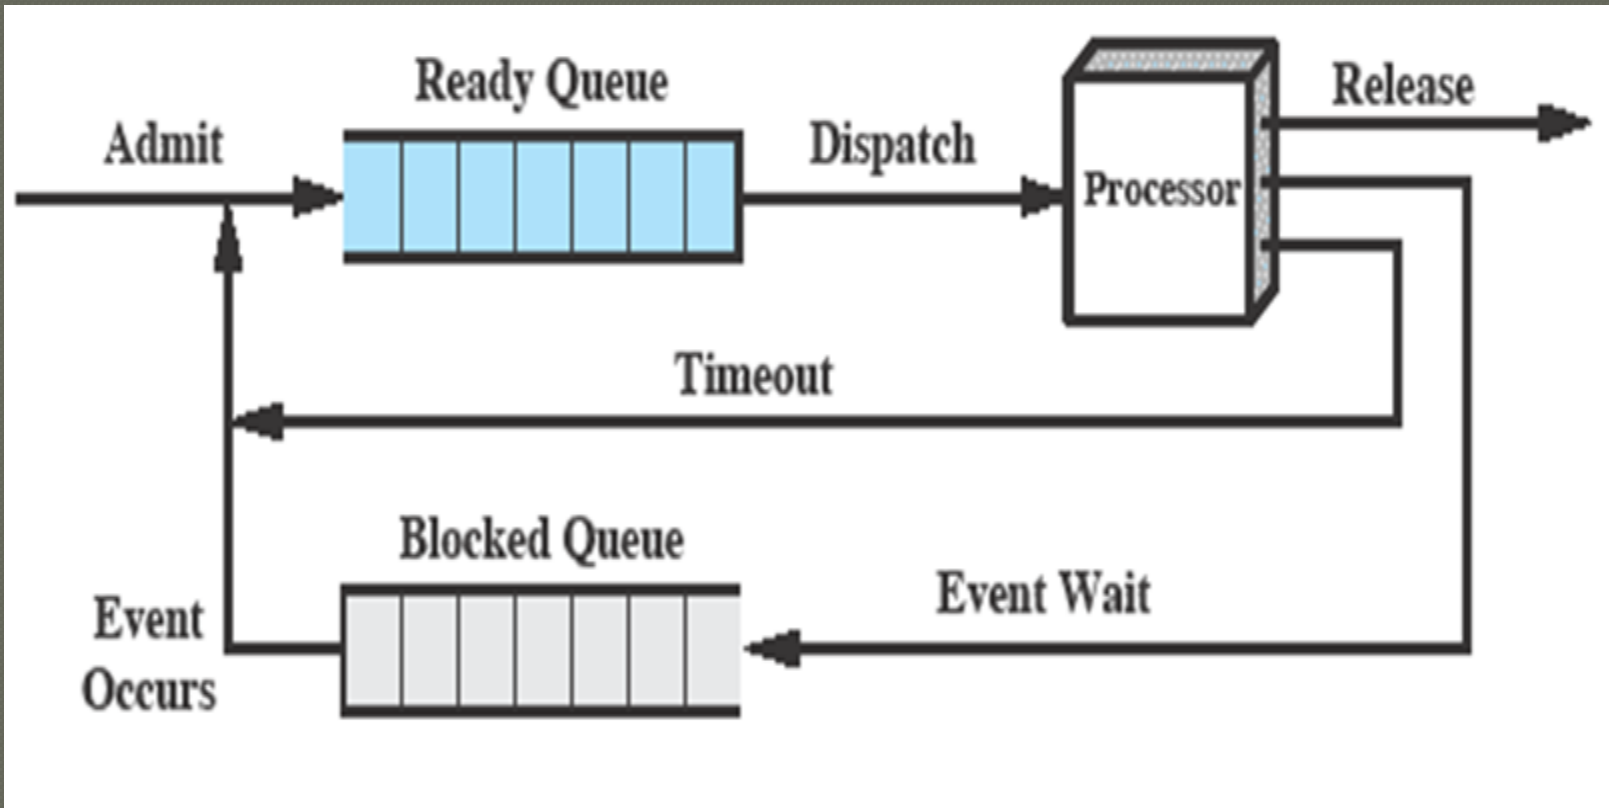 Ready Queue
Release
Admit
Dispatch
Processor
Timeout
Blocked Queue
Event Wait
Event
Occurs